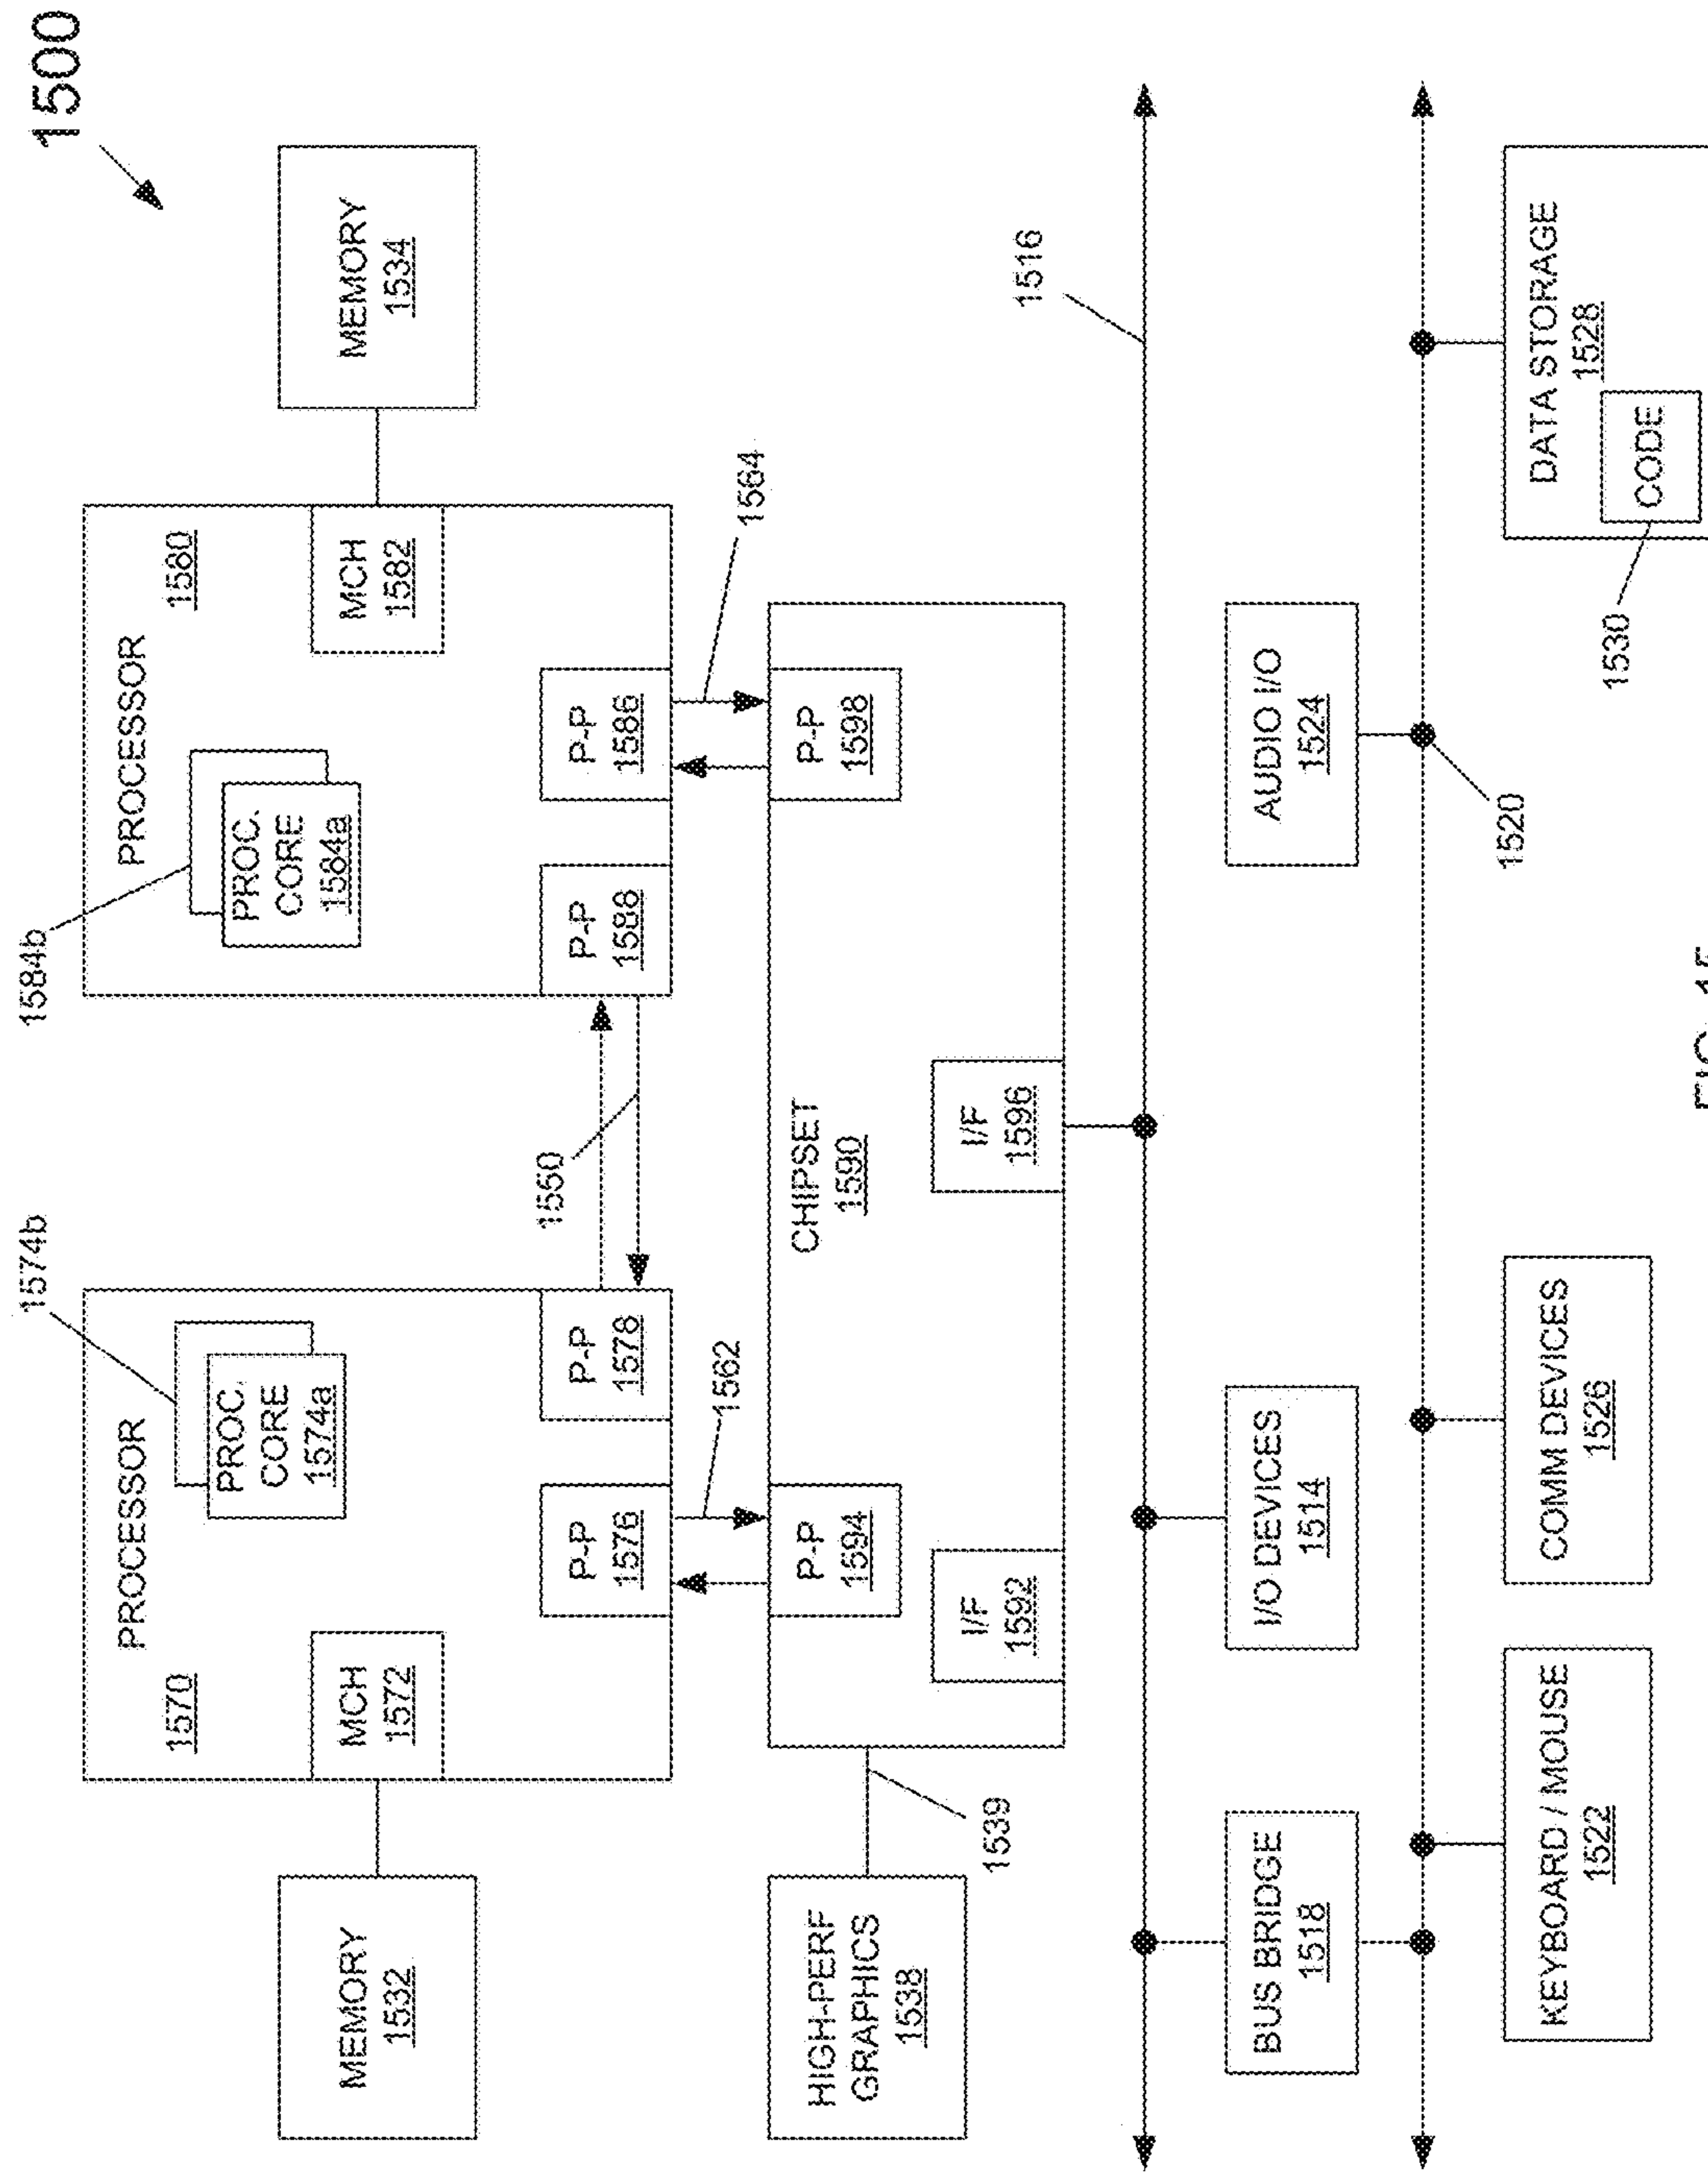 1500
1574b
1584b
PROCESSOR
1570
PROC.
CORE
1574a
MCH
1572
P-P
1576
P-P
1578
MEMORY
1532
1550
PROCESSOR
1580
PROC.
CORE
1584a
MCH
1582
P-P
1588
P-P
1586
MEMORY
1534
1562
1564
HIGH-PERF
GRAPHICS
1538
1539
P-P
1594
CHIPSET
1590
P-P
1598
I/F
1592
I/F
1596
1516
BUS BRIDGE
1518
I/O DEVICES
1514
AUDIO I/O
1524
1520
KEYBOARD / MOUSE
1522
COMM DEVICES
1526
DATA STORAGE
1528
CODE
1530
FIG. 15